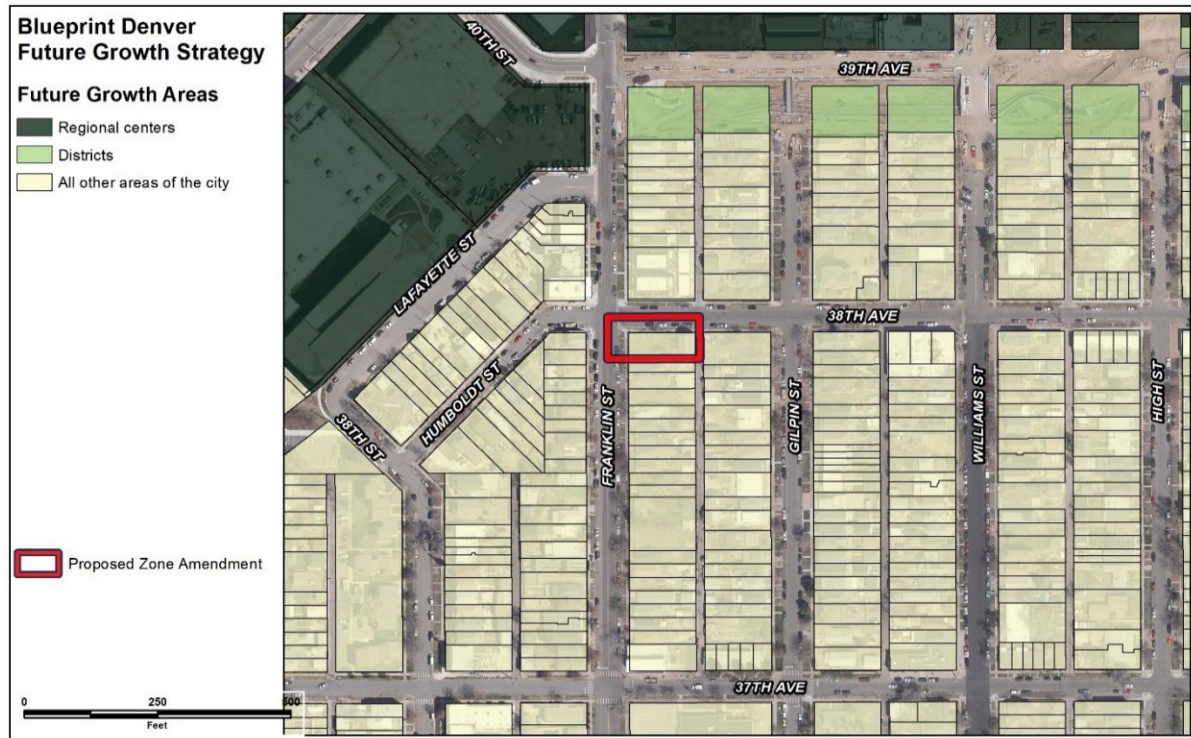 Blueprint Denver
Future Growth Strategy
Future Growth Areas
Regional centers
Districts
All other areas of the city
Proposed Zone Amendment
0 250 500
Feet
40TH ST
39TH AVE
LAFAYETTE ST
38TH AVE
HUMBOLDT ST
38TH ST
FRANKLIN ST
GILPIN ST
WILLIAMS ST
HIGH ST
37TH AVE